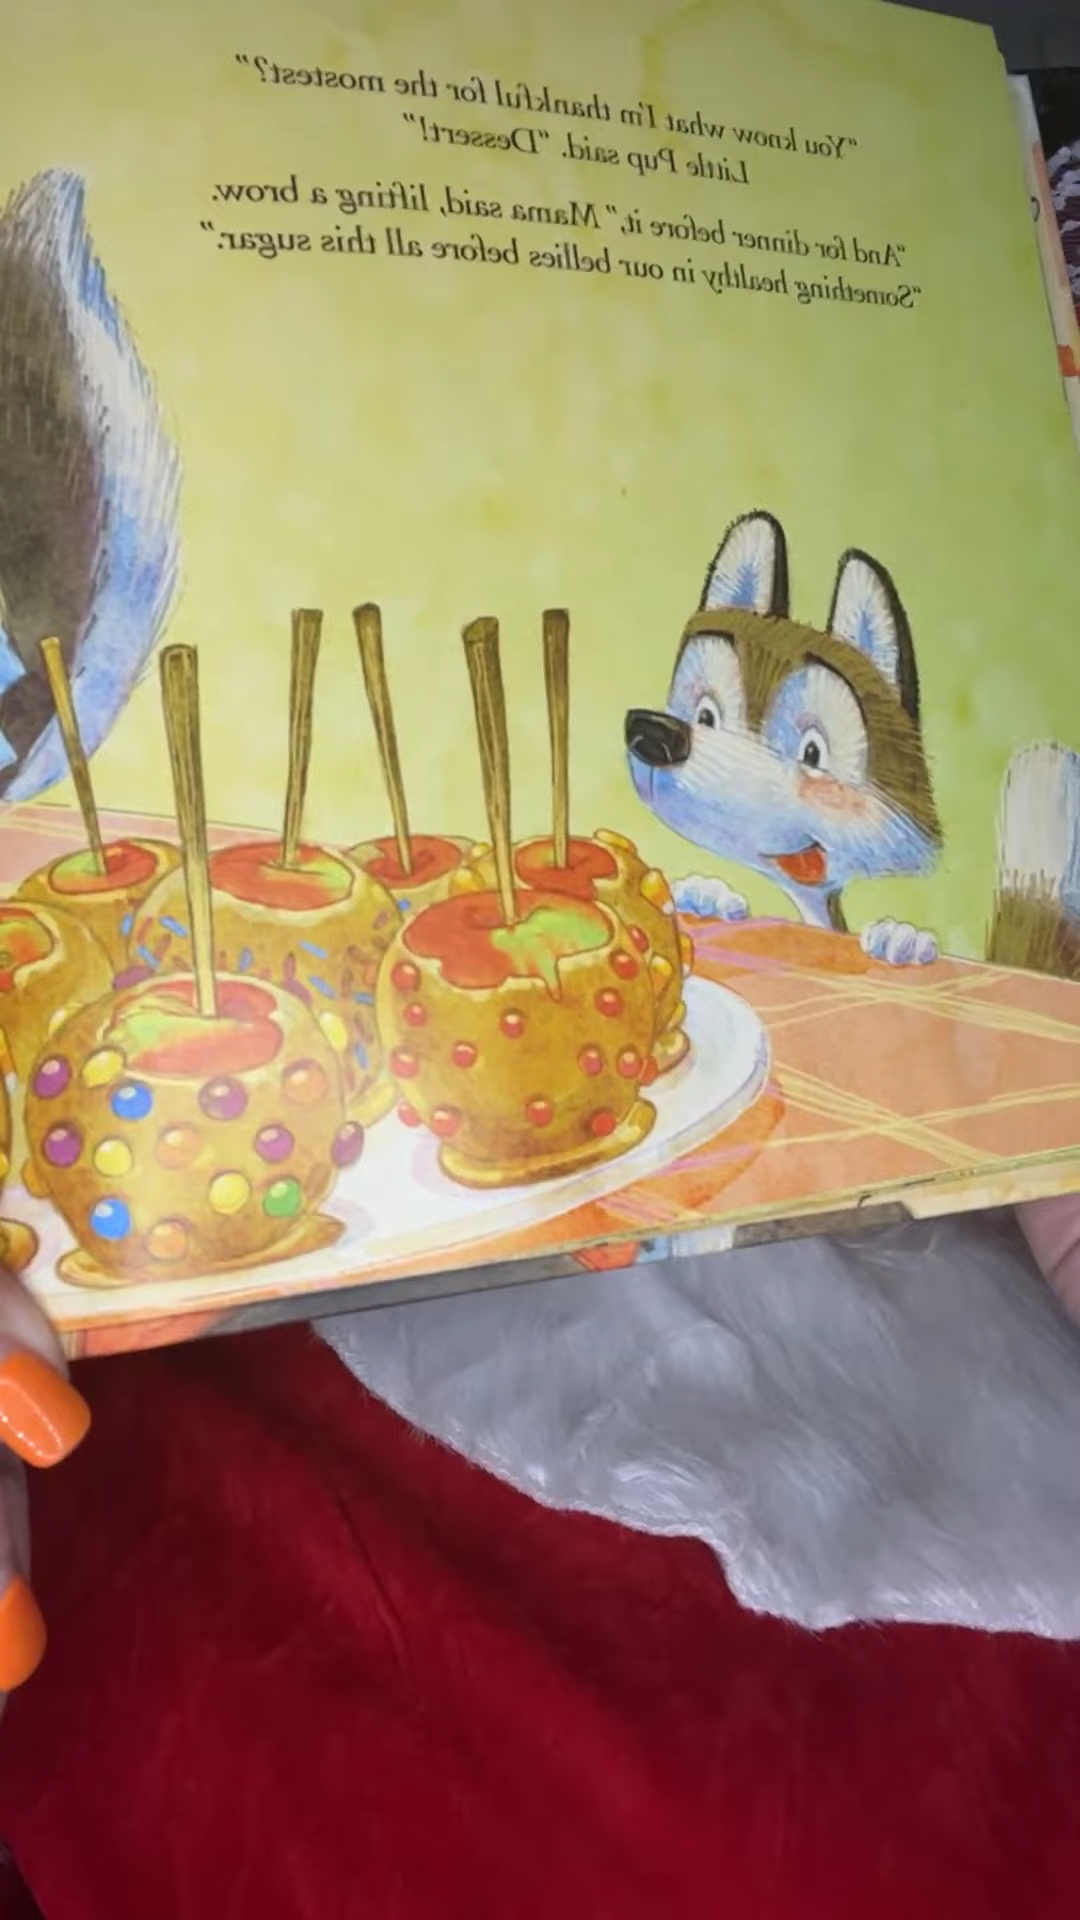 "You know what I'm thankful for the mostest?"
Little Pup said. "Dessert!"
"And for dinner before it," Mama said, lifting a brow.
"Something healthy in our bellies before all this sugar."